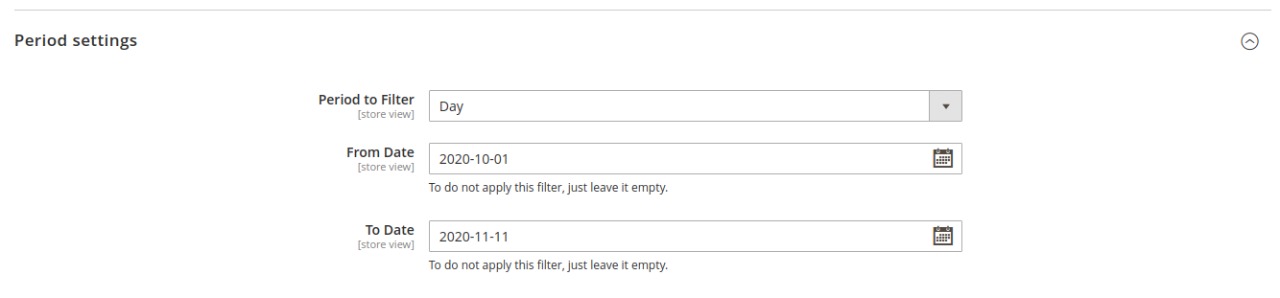 Period settings
Period to Filter
[store view]
Day
From Date
[store view]
2020-10-01
To do not apply this filter, just leave it empty.
To Date
[store view]
2020-11-11
To do not apply this filter, just leave it empty.